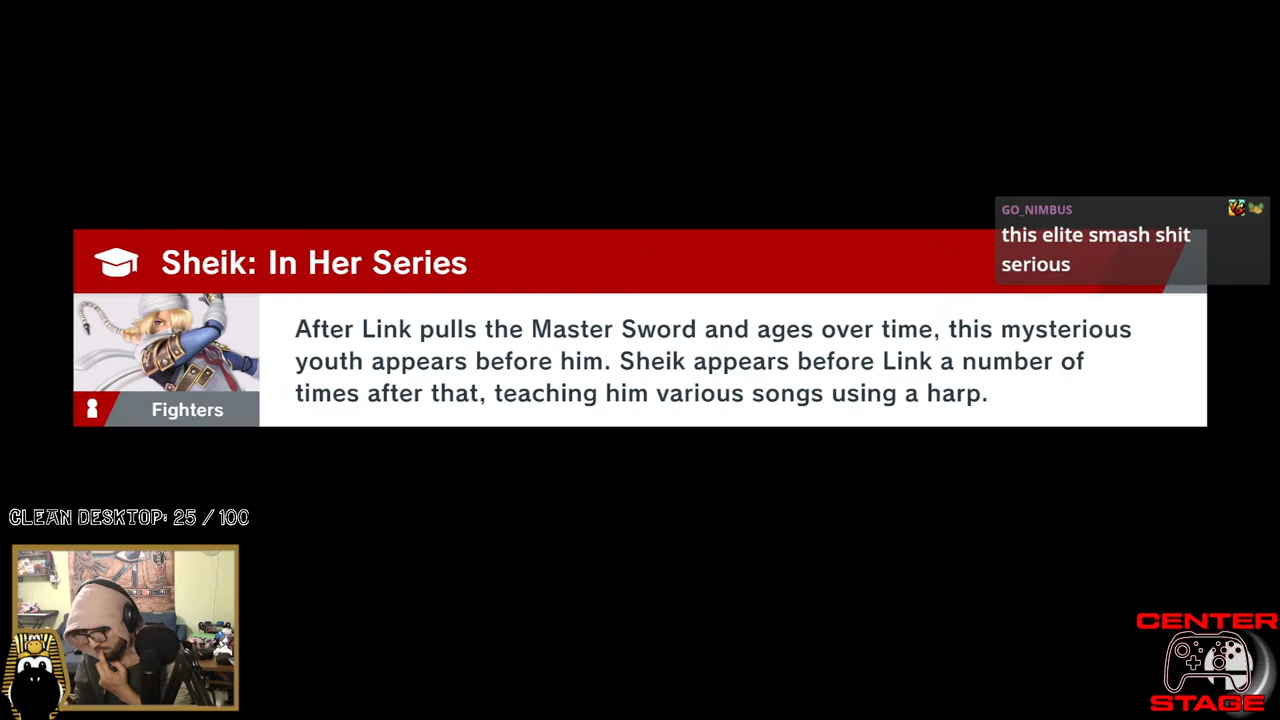 GO_NIMBUS
this elite smash shit
serious
Sheik: In Her Series
After Link pulls the Master Sword and ages over time, this mysterious
youth appears before him. Sheik appears before Link a number of
times after that, teaching him various songs using a harp.
Fighters
CLEAN DESKTOP: 25 / 100
CENTER
STAGE